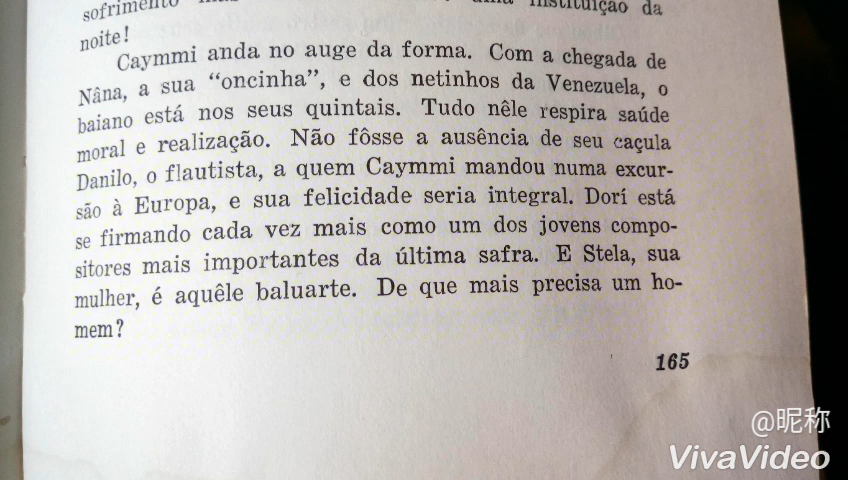 sofrimento instituição da
noite!
Caymmi anda no auge da forma. Com a chegada de
Nâna, a sua “oncinha”, e dos netinhos da Venezuela, o
baiano está nos seus quintais. Tudo nêle respira saúde
moral e realização. Não fôsse a ausência de seu caçula
Danilo, o flautista, a quem Caymmi mandou numa excur-
são à Europa, e sua felicidade seria integral. Dorí está
se firmando cada vez mais como um dos jovens compo-
sitores mais importantes da última safra. E Stela, sua
mulher, é aquêle baluarte. De que mais precisa um ho-
mem?
165
@昵称
VivaVideo